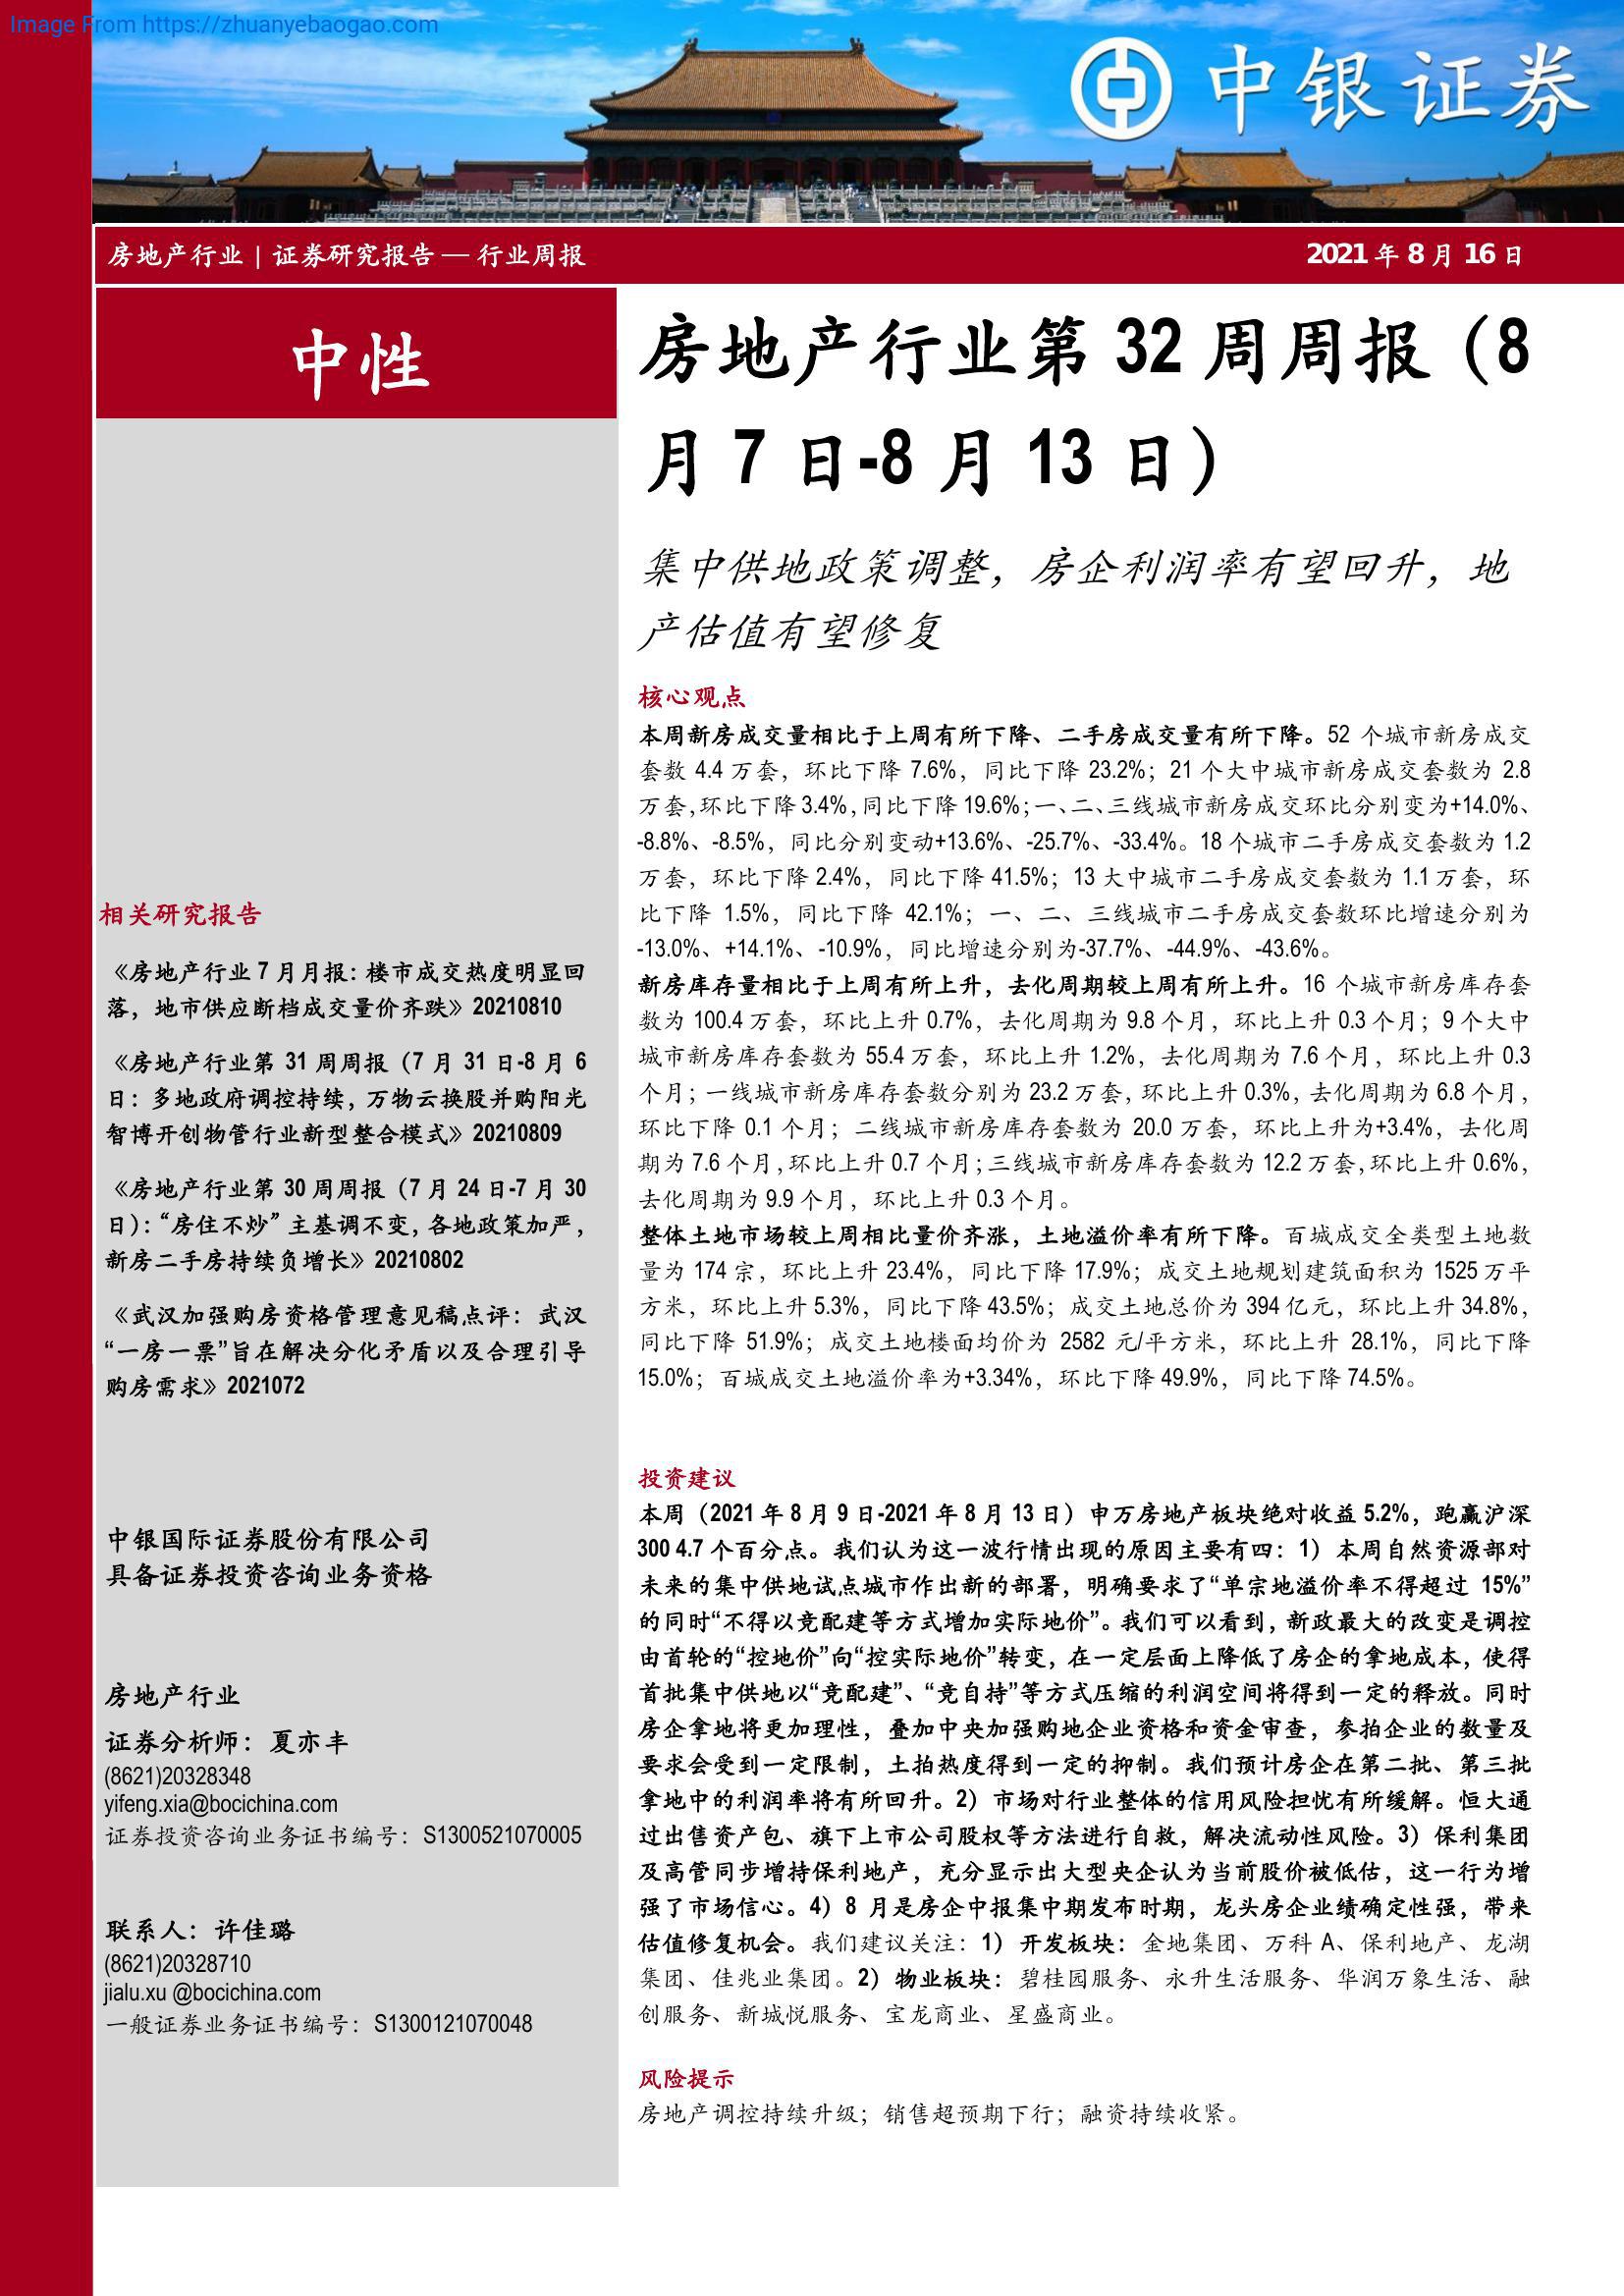 Image From https://zhuanyebaogao.com
中银证券
房地产行业 | 证券研究报告 — 行业周报
2021 年 8 月 16 日
中性
房地产行业第 32 周周报（8
月 7 日-8 月 13 日）
集中供地政策调整，房企利润率有望回升，地
产估值有望修复
核心观点
本周新房成交量相比于上周有所下降、二手房成交量有所下降。52 个城市新房成交
套数 4.4 万套，环比下降 7.6%，同比下降 23.2%；21 个大中城市新房成交套数为 2.8
万套，环比下降 3.4%，同比下降 19.6%；一、二、三线城市新房成交环比分别变为+14.0%、
-8.8%、-8.5%，同比分别变动+13.6%、-25.7%、-33.4%。18 个城市二手房成交套数为 1.2
万套，环比下降 2.4%，同比下降 41.5%；13 大中城市二手房成交套数为 1.1 万套，环
比下降 1.5%，同比下降 42.1%；一、二、三线城市二手房成交套数环比增速分别为
-13.0%、+14.1%、-10.9%，同比增速分别为-37.7%、-44.9%、-43.6%。
新房库存量相比于上周有所上升，去化周期较上周有所上升。16 个城市新房库存套
数为 100.4 万套，环比上升 0.7%，去化周期为 9.8 个月，环比上升 0.3 个月；9 个大中
城市新房库存套数为 55.4 万套，环比上升 1.2%，去化周期为 7.6 个月，环比上升 0.3
个月；一线城市新房库存套数分别为 23.2 万套，环比上升 0.3%，去化周期为 6.8 个月，
环比下降 0.1 个月；二线城市新房库存套数为 20.0 万套，环比上升为+3.4%，去化周
期为 7.6 个月，环比上升 0.7 个月；三线城市新房库存套数为 12.2 万套，环比上升 0.6%，
去化周期为 9.9 个月，环比上升 0.3 个月。
整体土地市场较上周相比量价齐涨，土地溢价率有所下降。百城成交全类型土地数
量为 174 宗，环比上升 23.4%，同比下降 17.9%；成交土地规划建筑面积为 1525 万平
方米，环比上升 5.3%，同比下降 43.5%；成交土地总价为 394 亿元，环比上升 34.8%，
同比下降 51.9%；成交土地楼面均价为 2582 元/平方米，环比上升 28.1%，同比下降
15.0%；百城成交土地溢价率为+3.34%，环比下降 49.9%，同比下降 74.5%。
投资建议
本周（2021 年 8 月 9 日-2021 年 8 月 13 日）申万房地产板块绝对收益 5.2%，跑赢沪深
300 4.7 个百分点。我们认为这一波行情出现的原因主要有四：1）本周自然资源部对
未来的集中供地试点城市作出新的部署，明确要求了“单宗地溢价率不得超过 15%”
的同时“不得以竞配建等方式增加实际地价”。我们可以看到，新政最大的改变是调控
由首轮的“控地价”向“控实际地价”转变，在一定层面上降低了房企的拿地成本，使得
首批集中供地以“竞配建”、“竞自持”等方式压缩的利润空间将得到一定的释放。同时
房企拿地将更加理性，叠加中央加强购地企业资格和资金审查，参拍企业的数量及
要求会受到一定限制，土拍热度得到一定的抑制。我们预计房企在第二批、第三批
拿地中的利润率将有所回升。2）市场对行业整体的信用风险担忧有所缓解。恒大通
过出售资产包、旗下上市公司股权等方法进行自救，解决流动性风险。3）保利集团
及高管同步增持保利地产，充分显示出大型央企认为当前股价被低估，这一行为增
强了市场信心。4）8 月是房企中报集中期发布时期，龙头房企业绩确定性强，带来
估值修复机会。我们建议关注：1）开发板块：金地集团、万科 A、保利地产、龙湖
集团、佳兆业集团。2）物业板块：碧桂园服务、永升生活服务、华润万象生活、融
创服务、新城悦服务、宝龙商业、星盛商业。
风险提示
房地产调控持续升级；销售超预期下行；融资持续收紧。
相关研究报告
《房地产行业 7 月月报：楼市成交热度明显回
落，地市供应断档成交量价齐跌》20210810
《房地产行业第 31 周周报（7 月 31 日-8 月 6
日：多地政府调控持续，万物云换股并购阳光
智博开创物管行业新型整合模式》20210809
《房地产行业第 30 周周报（7 月 24 日-7 月 30
日）：“房住不炒” 主基调不变，各地政策加严，
新房二手房持续负增长》20210802
《武汉加强购房资格管理意见稿点评：武汉
“一房一票”旨在解决分化矛盾以及合理引导
购房需求》2021072
中银国际证券股份有限公司
具备证券投资咨询业务资格
房地产行业
证券分析师：夏亦丰
(8621)20328348
yifeng.xia@bocichina.com
证券投资咨询业务证书编号：S1300521070005
联系人：许佳璐
(8621)20328710
jialu.xu @bocichina.com
一般证券业务证书编号：S1300121070048